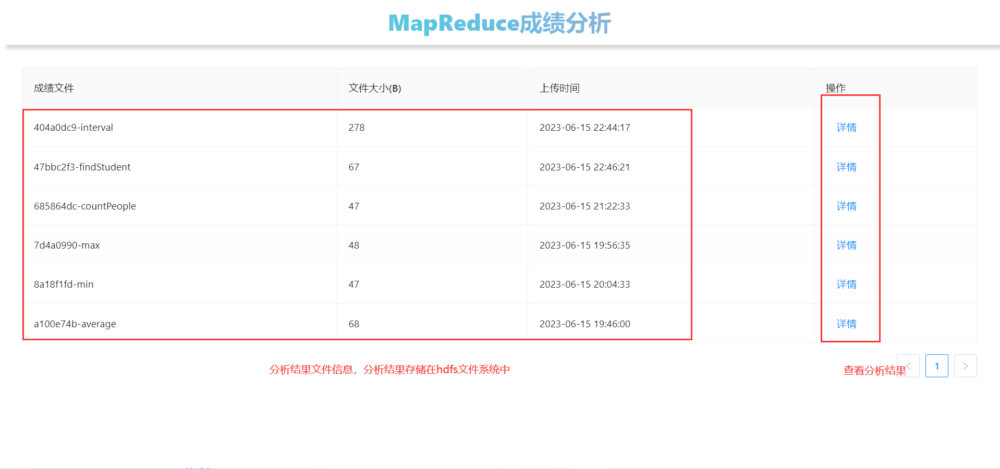 MapReduce成绩分析
成绩文件 文件大小(B) 上传时间 操作
404a0dc9-interval 278 2023-06-15 22:44:17 详情
47bbc2f3-findStudent 67 2023-06-15 22:46:21 详情
685864dc-countPeople 47 2023-06-15 21:22:33 详情
7d4a0990-max 48 2023-06-15 19:56:35 详情
8a18f1fd-min 47 2023-06-15 20:04:33 详情
a100e74b-average 68 2023-06-15 19:46:00 详情
分析结果文件信息，分析结果存储在hdfs文件系统中 查看分析结果 < 1 >